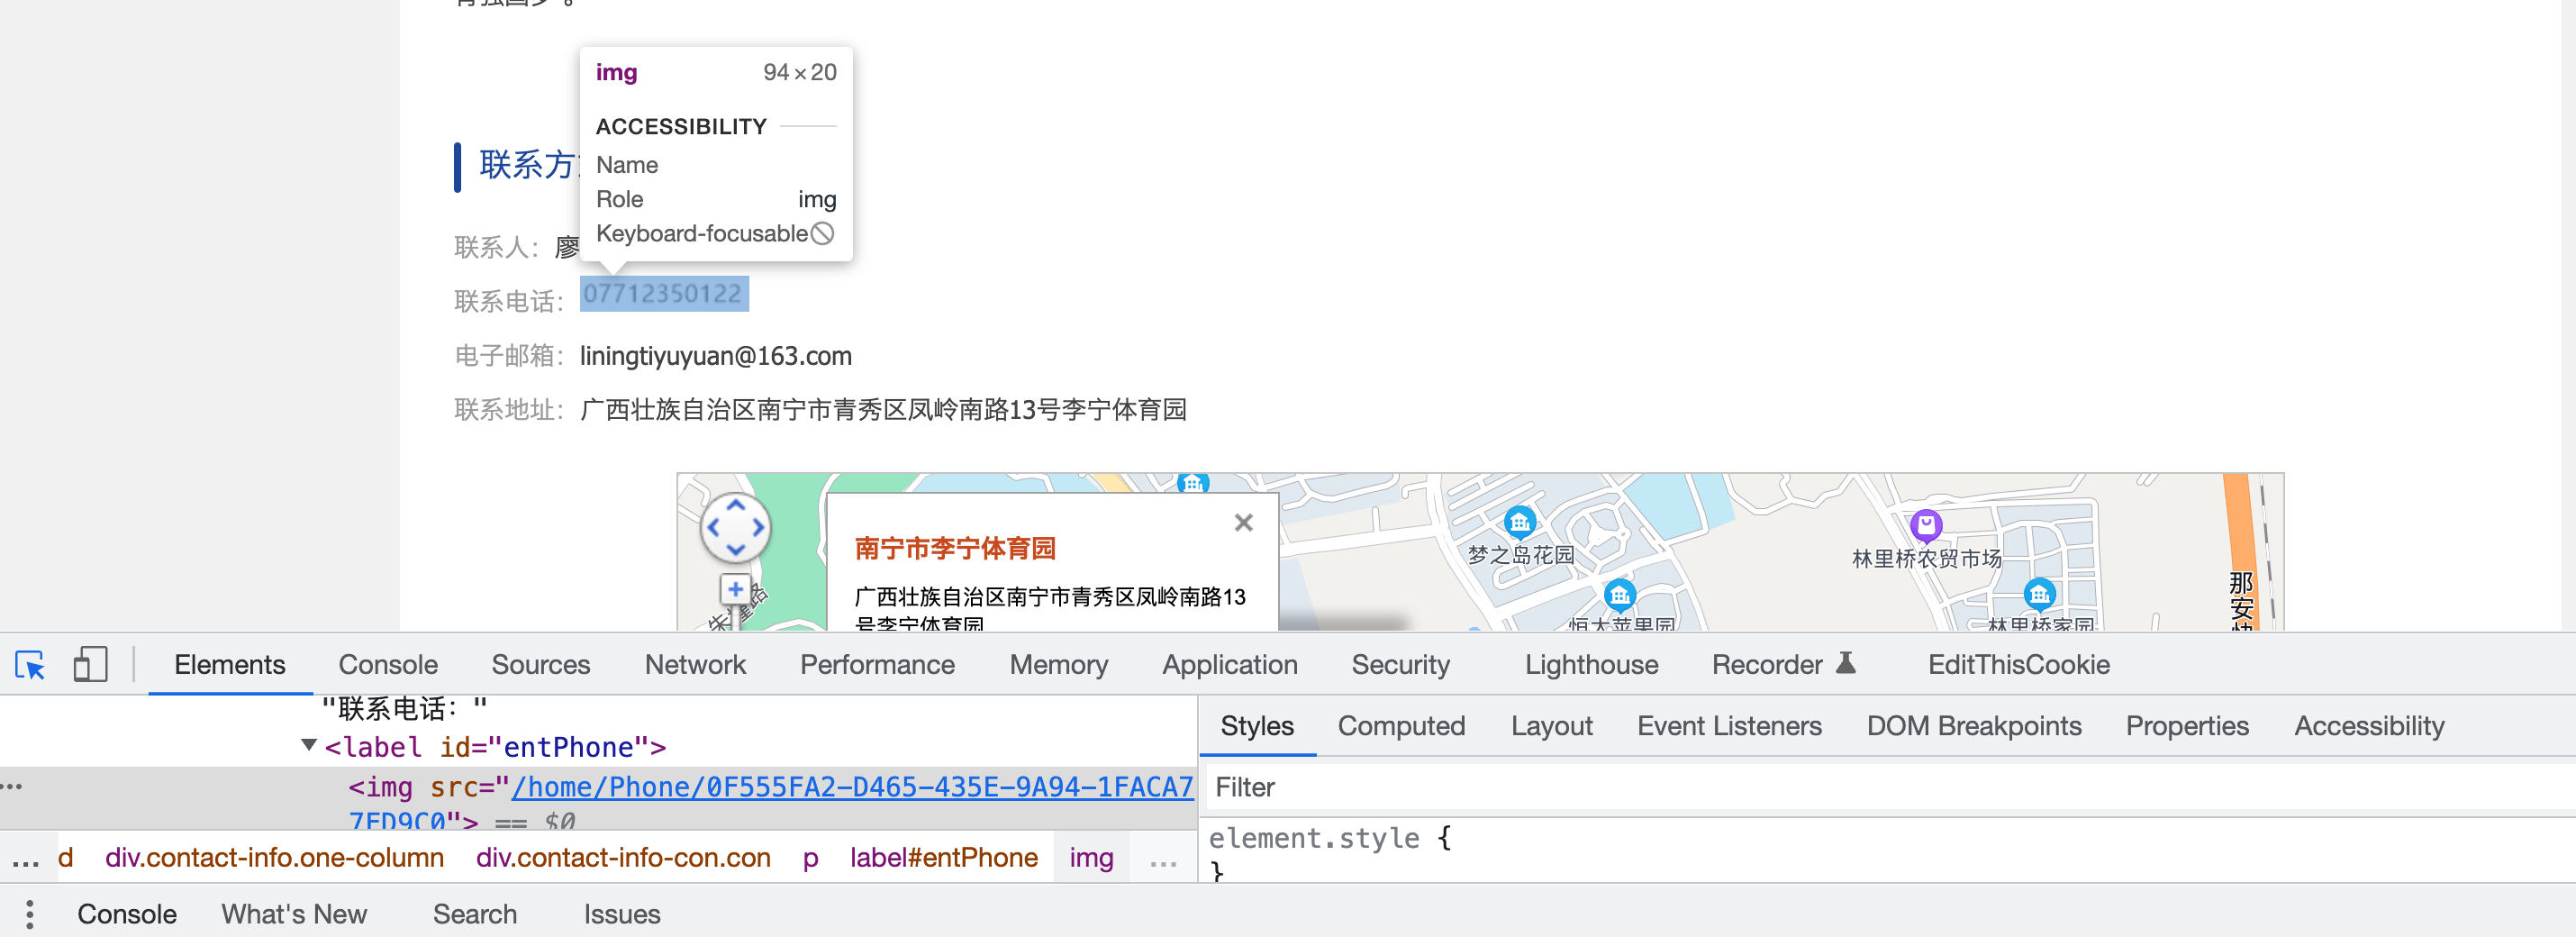 img 94×20
ACCESSIBILITY
Name
Role img
Keyboard-focusable
联系方
联系人：廖
联系电话：07712350122
电子邮箱：liningtiyuyuan@163.com
联系地址：广西壮族自治区南宁市青秀区凤岭南路13号李宁体育园
南宁市李宁体育园
广西壮族自治区南宁市青秀区凤岭南路13
号李宁体育园
梦之岛花园
恒大苹果园
林里桥农贸市场
林里桥家园
那安快
Elements Console Sources Network Performance Memory Application Security Lighthouse Recorder EditThisCookie
"联系电话："
<label id="entPhone">
<img src="/home/Phone/0F555FA2-D465-435E-9A94-1FACA7
7FD9C0"> == $0
... d div.contact-info.one-column div.contact-info-con.con p label#entPhone img ...
Styles Computed Layout Event Listeners DOM Breakpoints Properties Accessibility
Filter
element.style {
}
Console What's New Search Issues